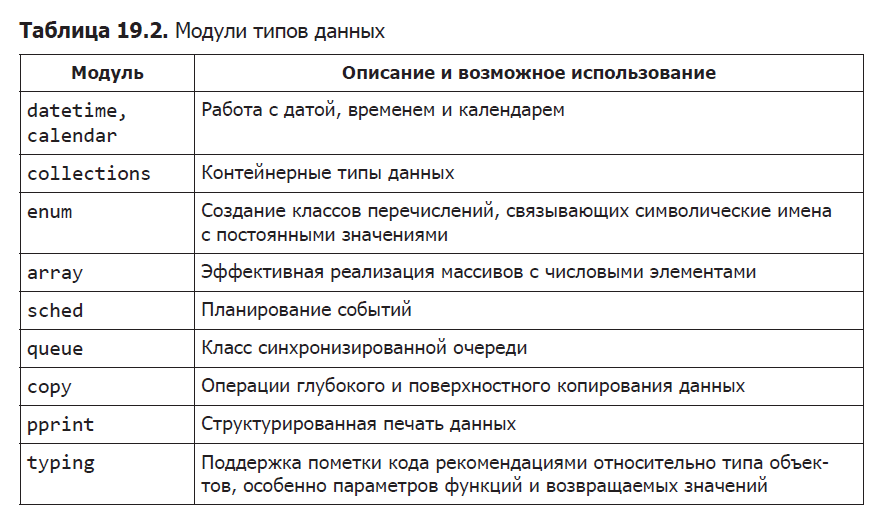 Таблица 19.2. Модули типов данных
Модуль Описание и возможное использование
datetime, Работа с датой, временем и календарем
calendar
collections Контейнерные типы данных
enum Создание классов перечислений, связывающих символические имена
с постоянными значениями
array Эффективная реализация массивов с числовыми элементами
sched Планирование событий
queue Класс синхронизированной очереди
copy Операции глубокого и поверхностного копирования данных
pprint Структурированная печать данных
typing Поддержка пометки кода рекомендациями относительно типа объек-
тов, особенно параметров функций и возвращаемых значений